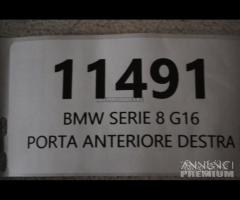 11491
BMW SERIE 8 G16
PORTA ANTERIORE DESTRA
ANNUNCI
PREMIUM